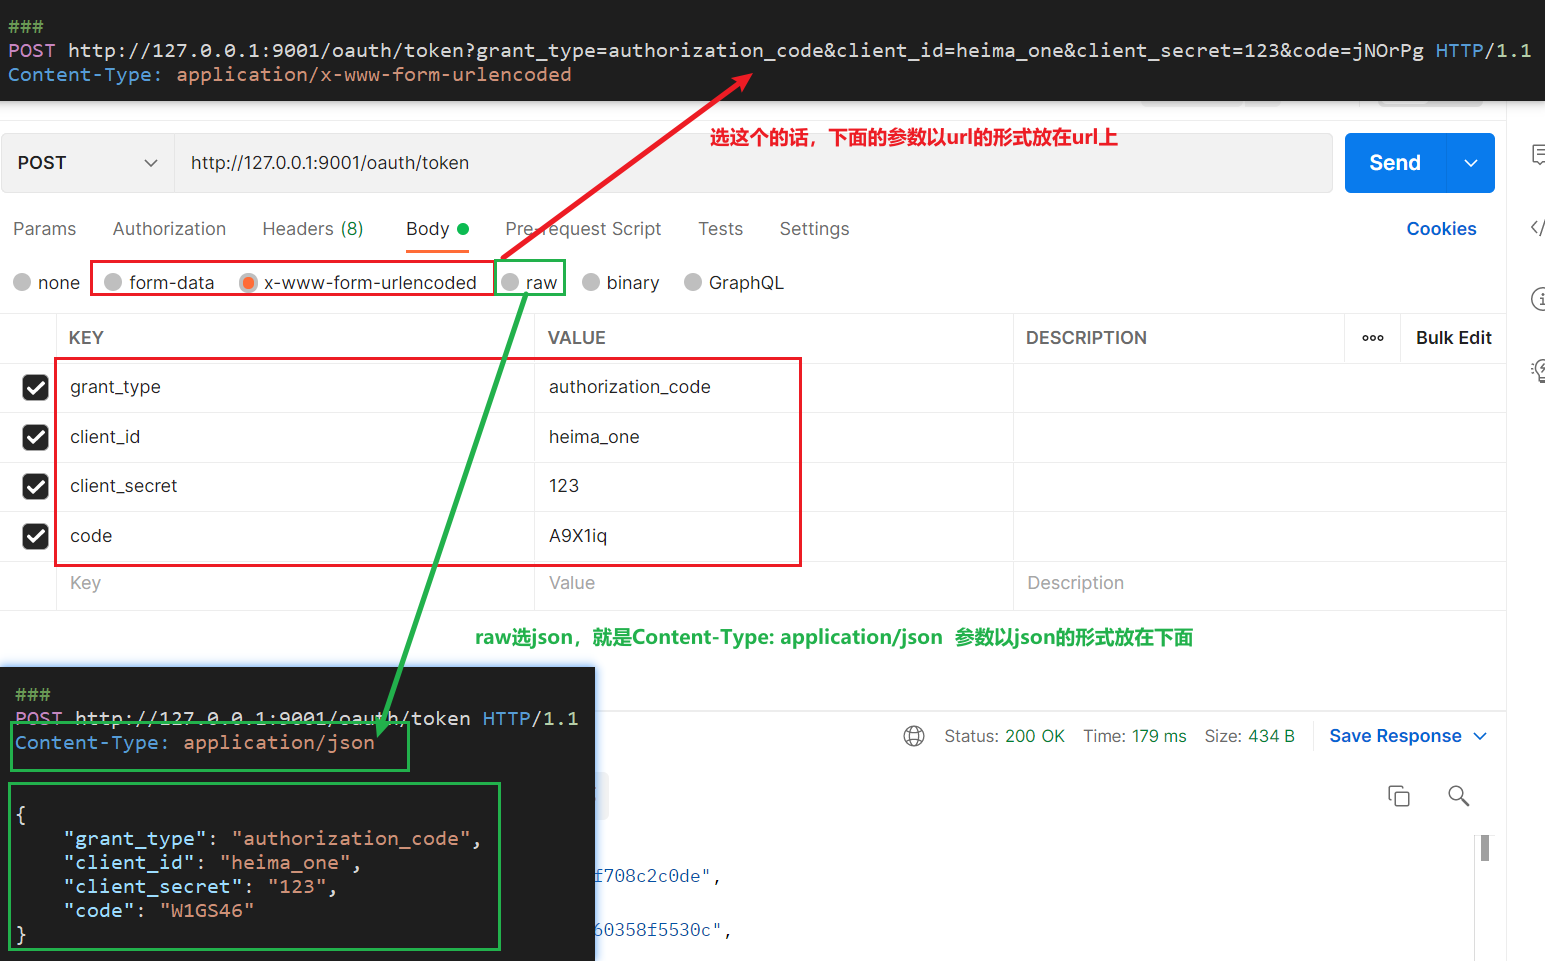 ###
POST http://127.0.0.1:9001/oauth/token?grant_type=authorization_code&client_id=heima_one&client_secret=123&code=jNOrPg HTTP/1.1
Content-Type: application/x-www-form-urlencoded
选这个的话，下面的参数以url的形式放在url上
POST http://127.0.0.1:9001/oauth/token Send
Params Authorization Headers (8) Body Pre-request Script Tests Settings Cookies
none form-data x-www-form-urlencoded raw binary GraphQL
KEY VALUE DESCRIPTION ooo Bulk Edit
grant_type authorization_code
client_id heima_one
client_secret 123
code A9X1iq
Key Value Description
raw选json，就是Content-Type: application/json 参数以json的形式放在下面
###
POST http://127.0.0.1:9001/oauth/token HTTP/1.1
Content-Type: application/json
Status: 200 OK Time: 179 ms Size: 434 B Save Response
{
"grant_type": "authorization_code",
"client_id": "heima_one",
"client_secret": "123",
"code": "W1GS46"
}
f708c2c0de",
60358f5530c",